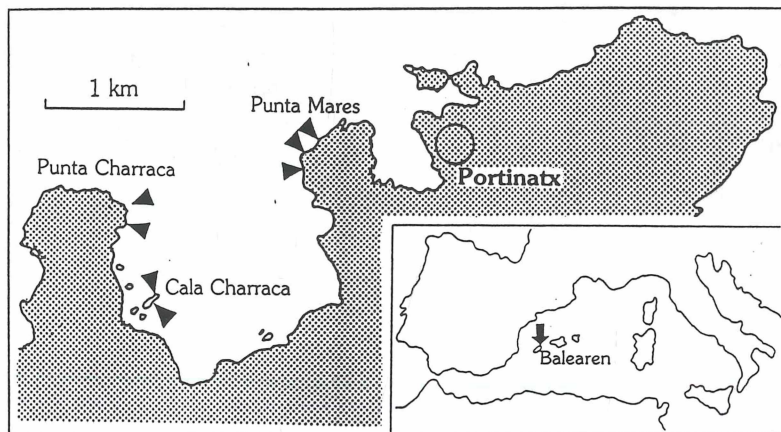 1 km
Punta Mares
Punta Charraca
Portinatx
Cala Charraca
Balearen